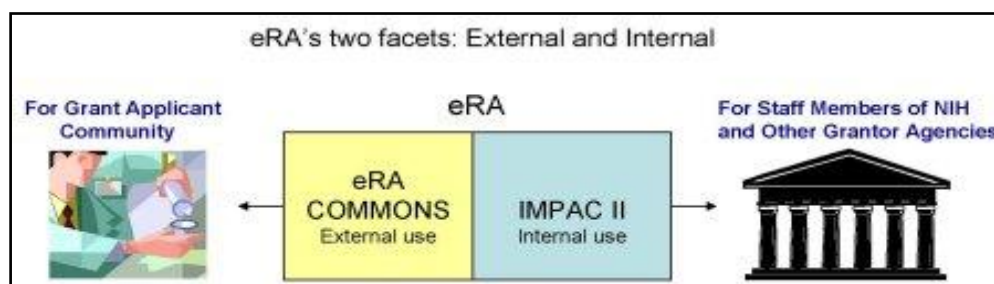 eRA's two facets: External and Internal
For Grant Applicant
Community
eRA
For Staff Members of NIH
and Other Grantor Agencies
eRA
COMMONS
External use
IMPAC II
Internal use